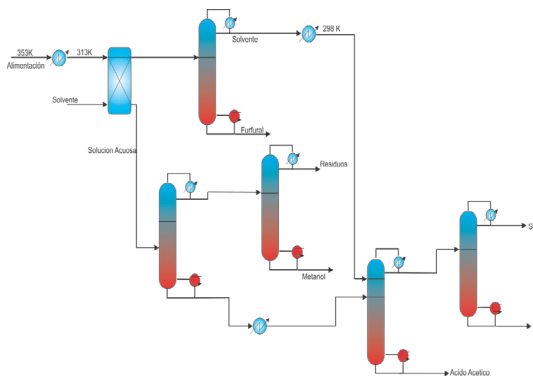 298 K
Solvente
353K
313K
Alimentación
Solvente
Furfural
Solucion Acuosa
Residuos
S
Metanol
Acido Acetico